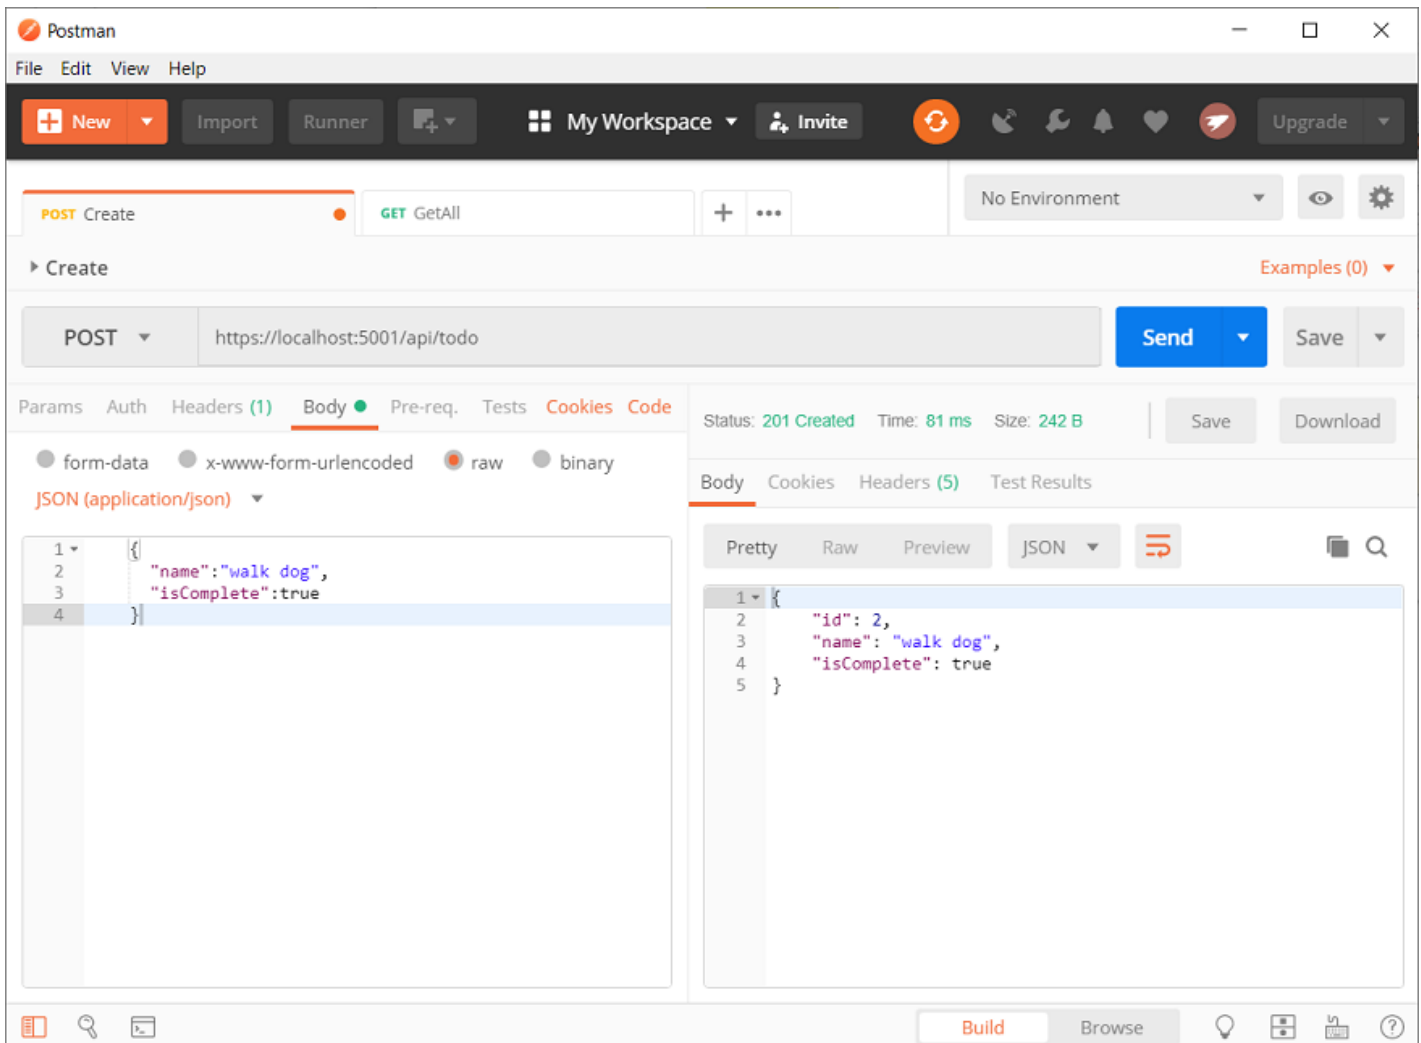 Postman
File Edit View Help
New Import Runner My Workspace Invite Upgrade
POST Create GET GetAll No Environment
Create Examples (0)
POST https://localhost:5001/api/todo Send Save
Params Auth Headers (1) Body Pre-req. Tests Cookies Code
Status: 201 Created Time: 81 ms Size: 242 B Save Download
form-data x-www-form-urlencoded raw binary
JSON (application/json)
Body Cookies Headers (5) Test Results
Pretty Raw Preview JSON
1 {
2 "name":"walk dog",
3 "isComplete":true
4 }
1 {
2 "id": 2,
3 "name": "walk dog",
4 "isComplete": true
5 }
Build Browse